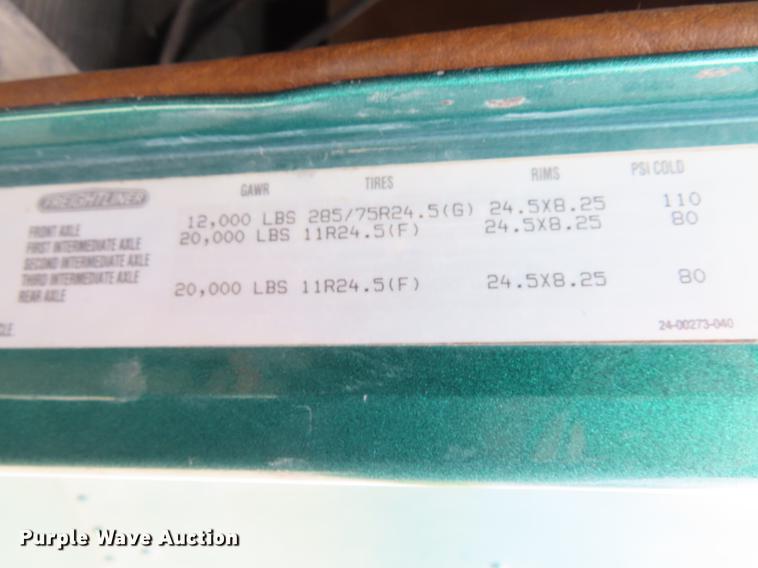 FREIGHTLINER GAWR TIRES RIMS PSI COLD
FRONT AXLE 12,000 LBS 285/75R24.5(G) 24.5X8.25 110
FIRST INTERMEDIATE AXLE 20,000 LBS 11R24.5(F) 24.5X8.25 80
SECOND INTERMEDIATE AXLE
THIRD INTERMEDIATE AXLE
REAR AXLE 20,000 LBS 11R24.5(F) 24.5X8.25 80
24-00273-040
Purple Wave Auction